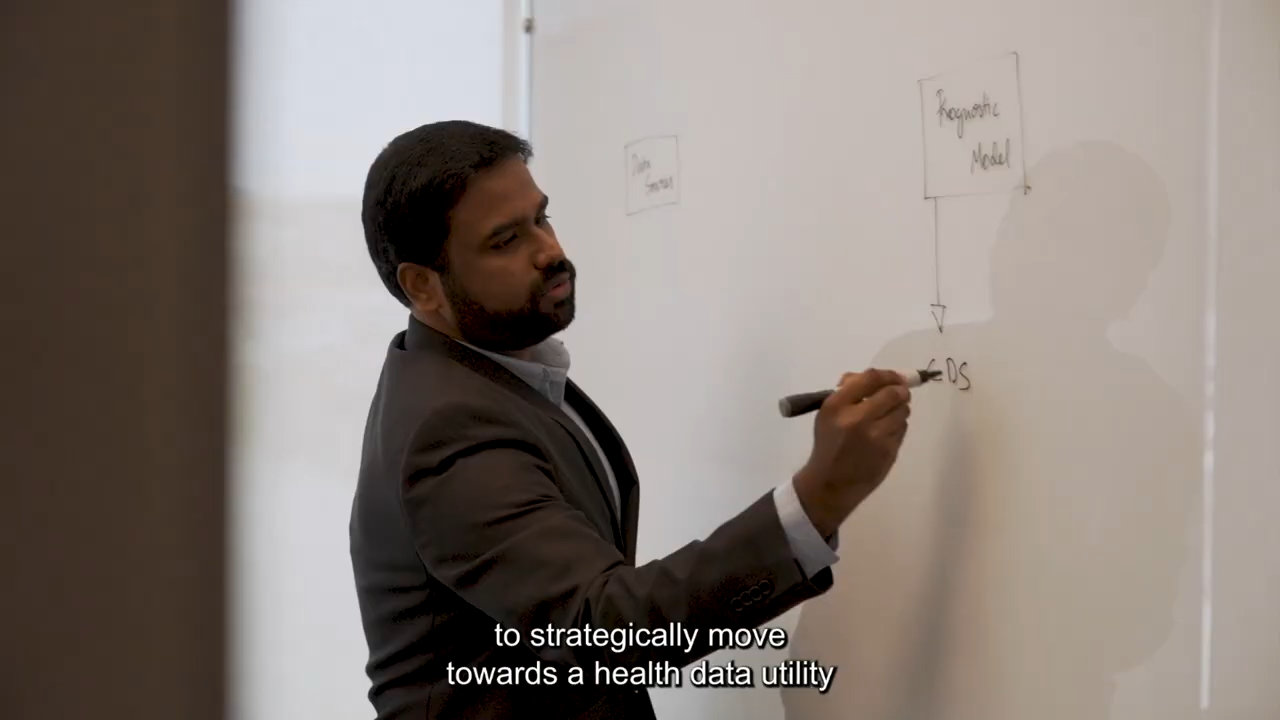 Data
Sources
Prognostic
Model
CDS
to strategically move
towards a health data utility